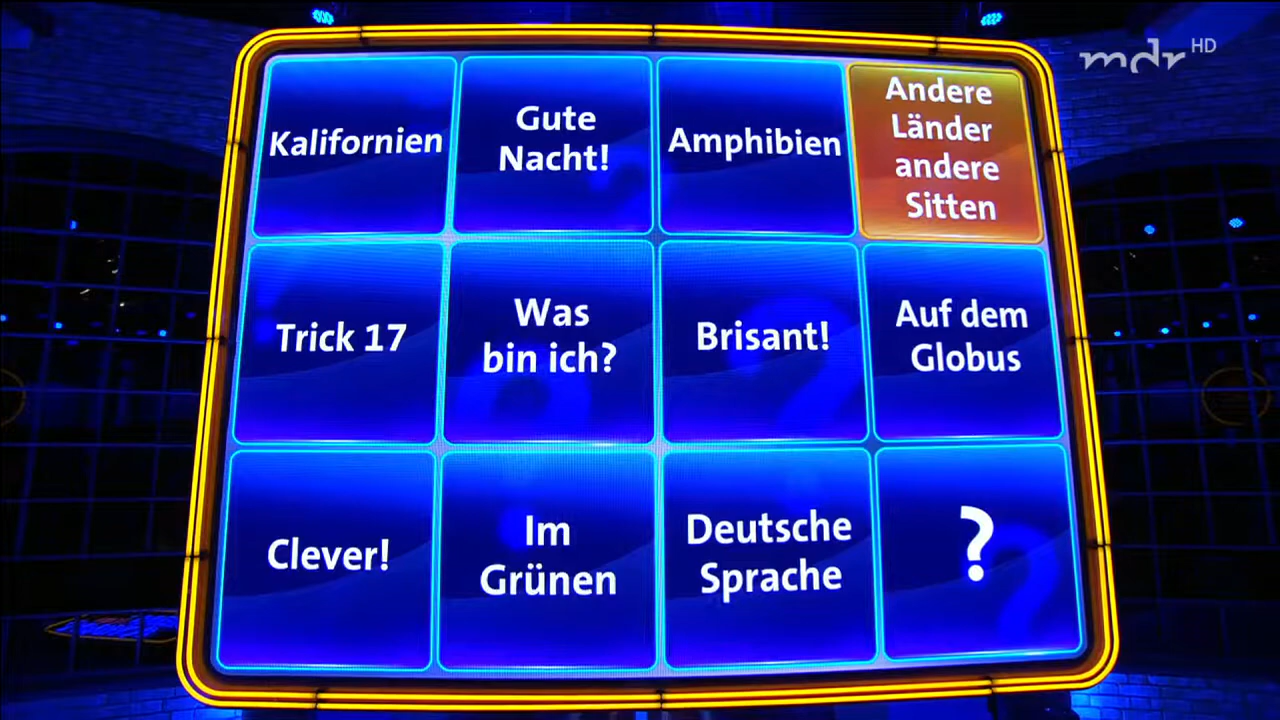 mdr HD
Kalifornien
Gute
Nacht!
Amphibien
Andere
Länder
andere
Sitten
Trick 17
Was
bin ich?
Brisant!
Auf dem
Globus
Clever!
Im
Grünen
Deutsche
Sprache
?